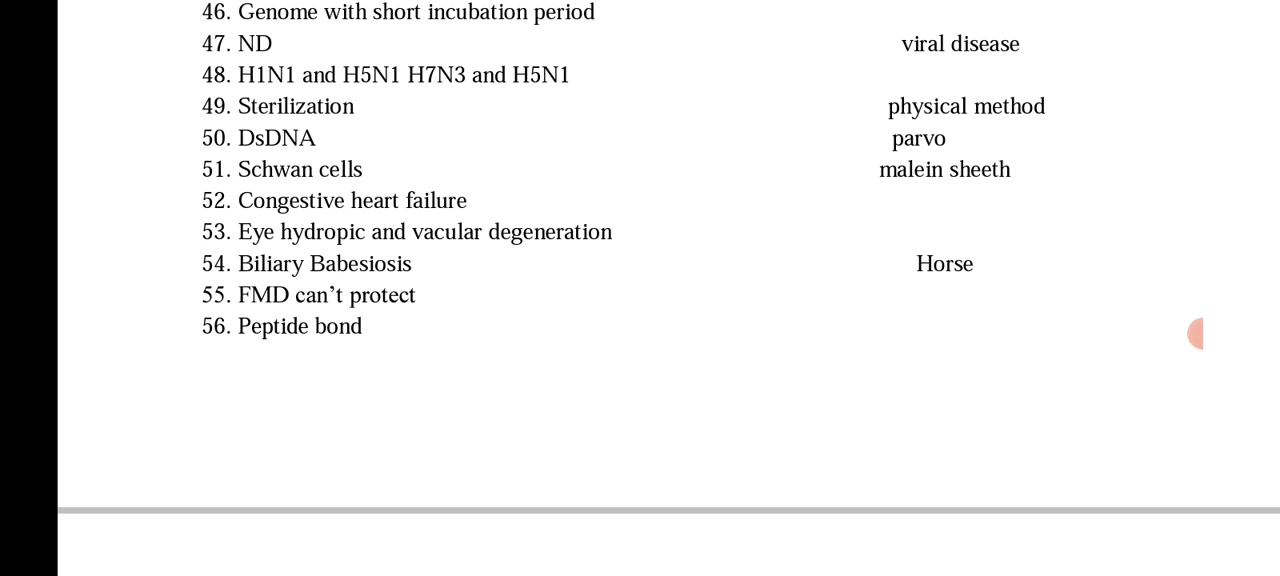 46. Genome with short incubation period
47. ND viral disease
48. H1N1 and H5N1 H7N3 and H5N1
49. Sterilization physical method
50. DsDNA parvo
51. Schwan cells malein sheeth
52. Congestive heart failure
53. Eye hydropic and vacular degeneration
54. Biliary Babesiosis Horse
55. FMD can’t protect
56. Peptide bond